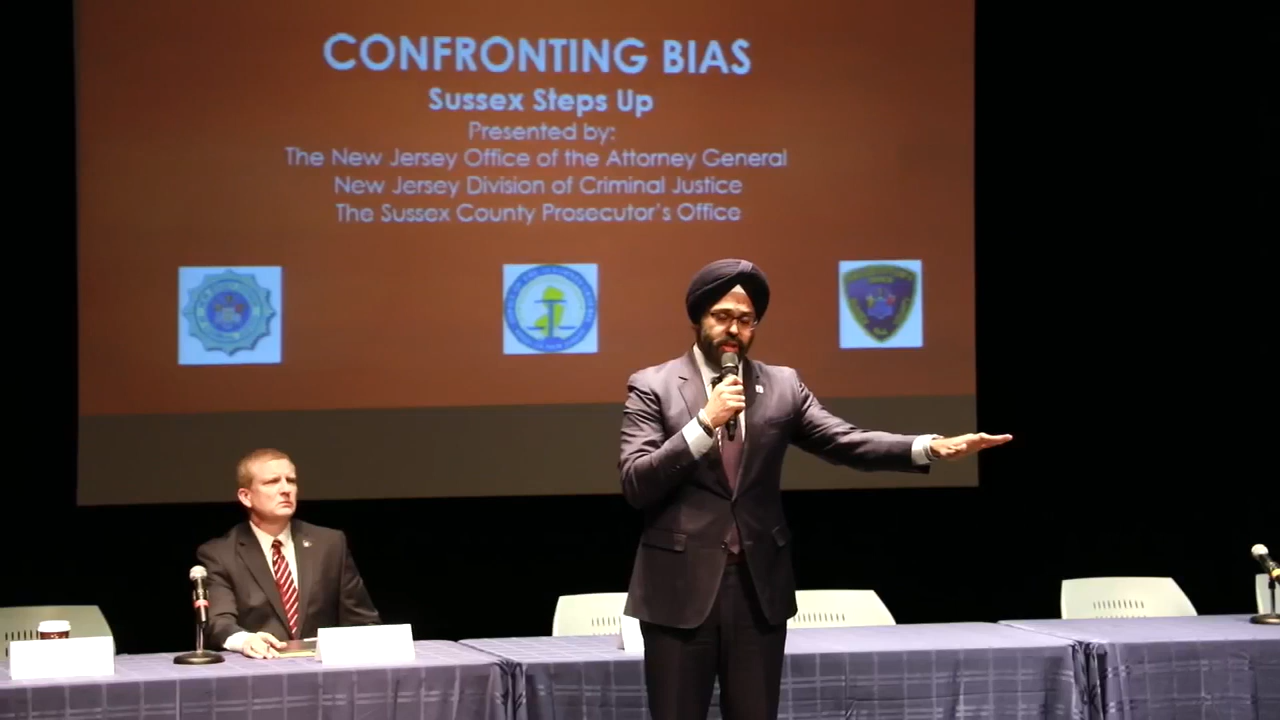 CONFRONTING BIAS
Sussex Steps Up
Presented by:
The New Jersey Office of the Attorney General
New Jersey Division of Criminal Justice
The Sussex County Prosecutor's Office